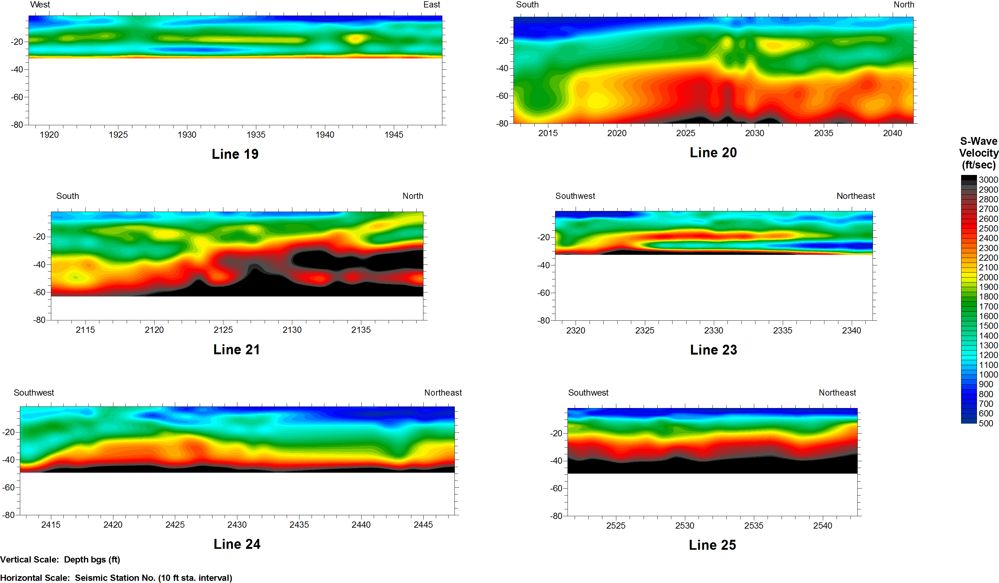 West East
-20
-40
-60
-80
1920 1925 1930 1935 1940 1945
Line 19
South North
-20
-40
-60
-80
2015 2020 2025 2030 2035 2040
Line 20
S-Wave
Velocity
(ft/sec)
3000
2900
2800
2700
2600
2500
2400
2300
2200
2100
2000
1900
1800
1700
1600
1500
1400
1300
1200
1100
1000
900
800
700
600
500
South North
-20
-40
-60
-80
2115 2120 2125 2130 2135
Line 21
Southwest Northeast
-20
-40
-60
-80
2320 2325 2330 2335 2340
Line 23
Southwest Northeast
-20
-40
-60
-80
2415 2420 2425 2430 2435 2440 2445
Line 24
Southwest Northeast
-20
-40
-60
-80
2525 2530 2535 2540
Line 25
Vertical Scale: Depth bgs (ft)
Horizontal Scale: Seismic Station No. (10 ft sta. interval)